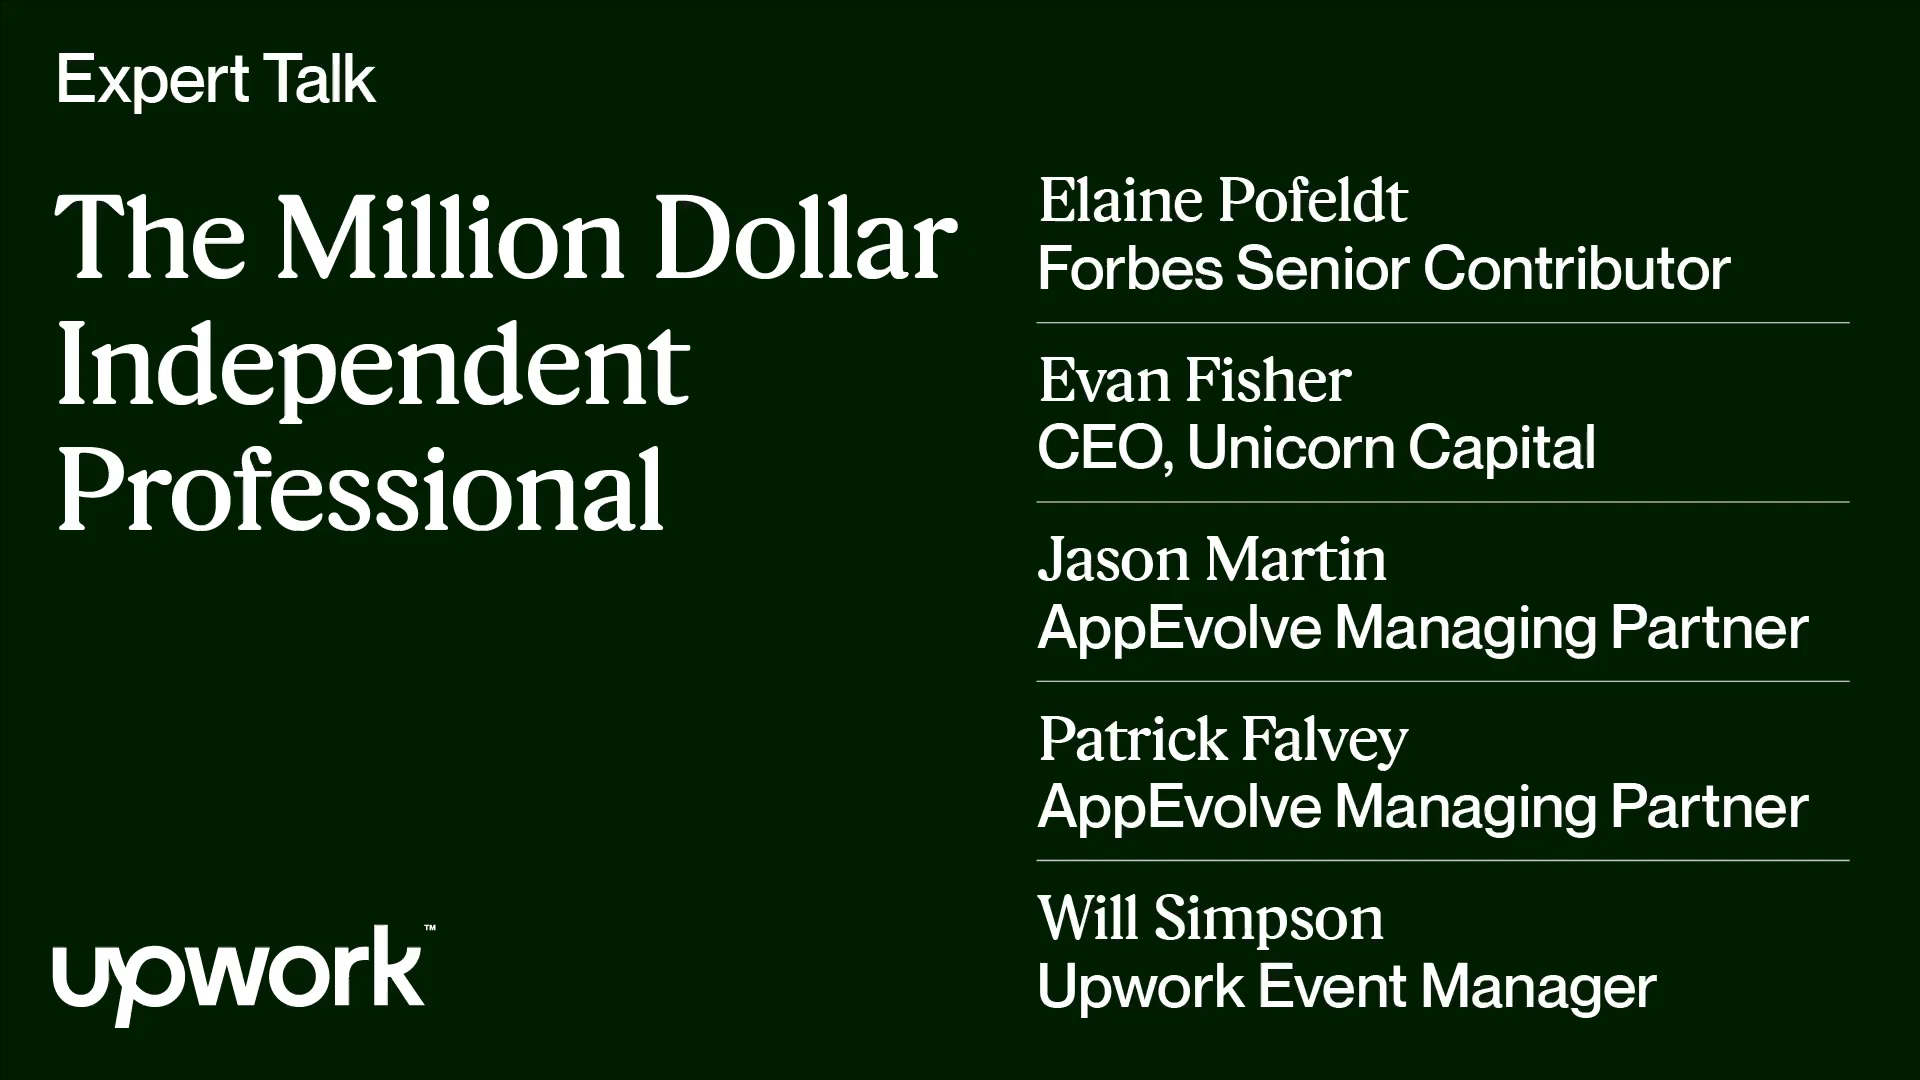 Expert Talk
The Million Dollar
Independent
Professional
Elaine Pofeldt
Forbes Senior Contributor
Evan Fisher
CEO, Unicorn Capital
Jason Martin
AppEvolve Managing Partner
Patrick Falvey
AppEvolve Managing Partner
Will Simpson
Upwork Event Manager
upwork™